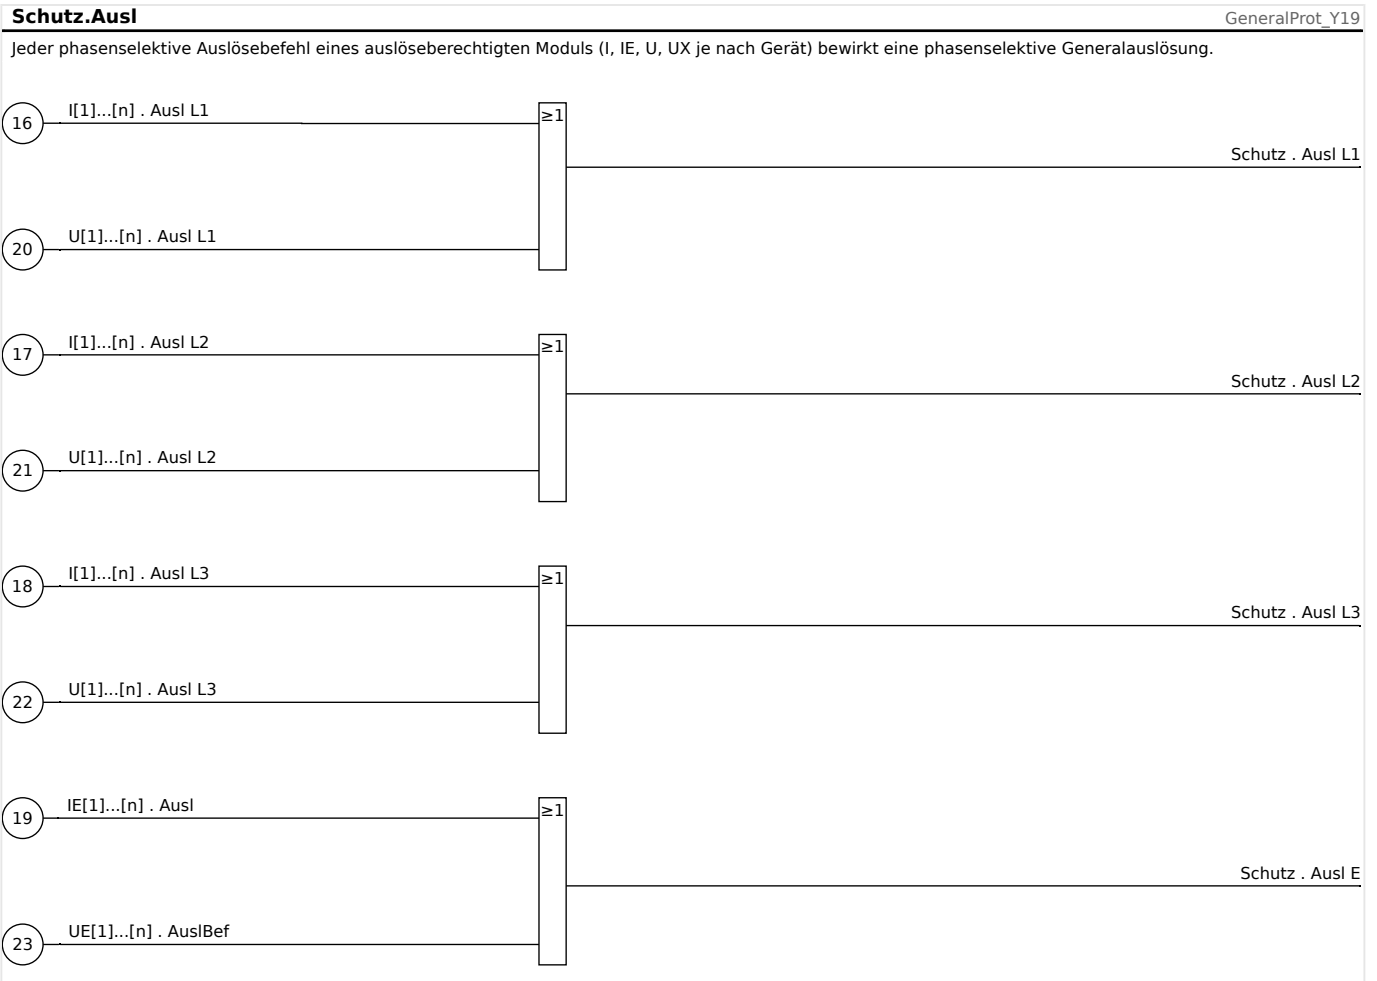 Schutz.Ausl
GeneralProt_Y19
Jeder phasenselektive Auslösebefehl eines auslöseberechtigten Moduls (I, IE, U, UX je nach Gerät) bewirkt eine phasenselektive Generalauslösung.
16
I[1]...[n] . Ausl L1
≥1
Schutz . Ausl L1
20
U[1]...[n] . Ausl L1
17
I[1]...[n] . Ausl L2
≥1
Schutz . Ausl L2
21
U[1]...[n] . Ausl L2
18
I[1]...[n] . Ausl L3
≥1
Schutz . Ausl L3
22
U[1]...[n] . Ausl L3
19
IE[1]...[n] . Ausl
≥1
Schutz . Ausl E
23
UE[1]...[n] . AuslBef